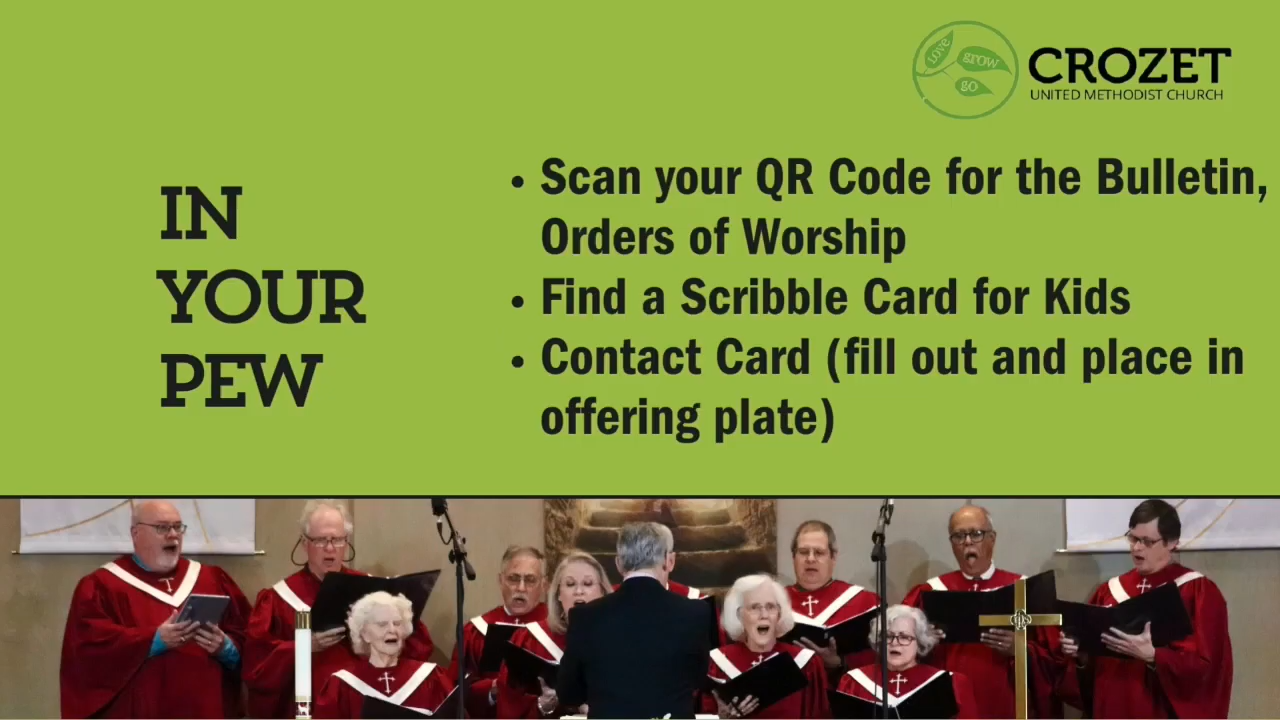 love
grow
go
CROZET
UNITED METHODIST CHURCH
IN
YOUR
PEW
• Scan your QR Code for the Bulletin,
Orders of Worship
• Find a Scribble Card for Kids
• Contact Card (fill out and place in
offering plate)